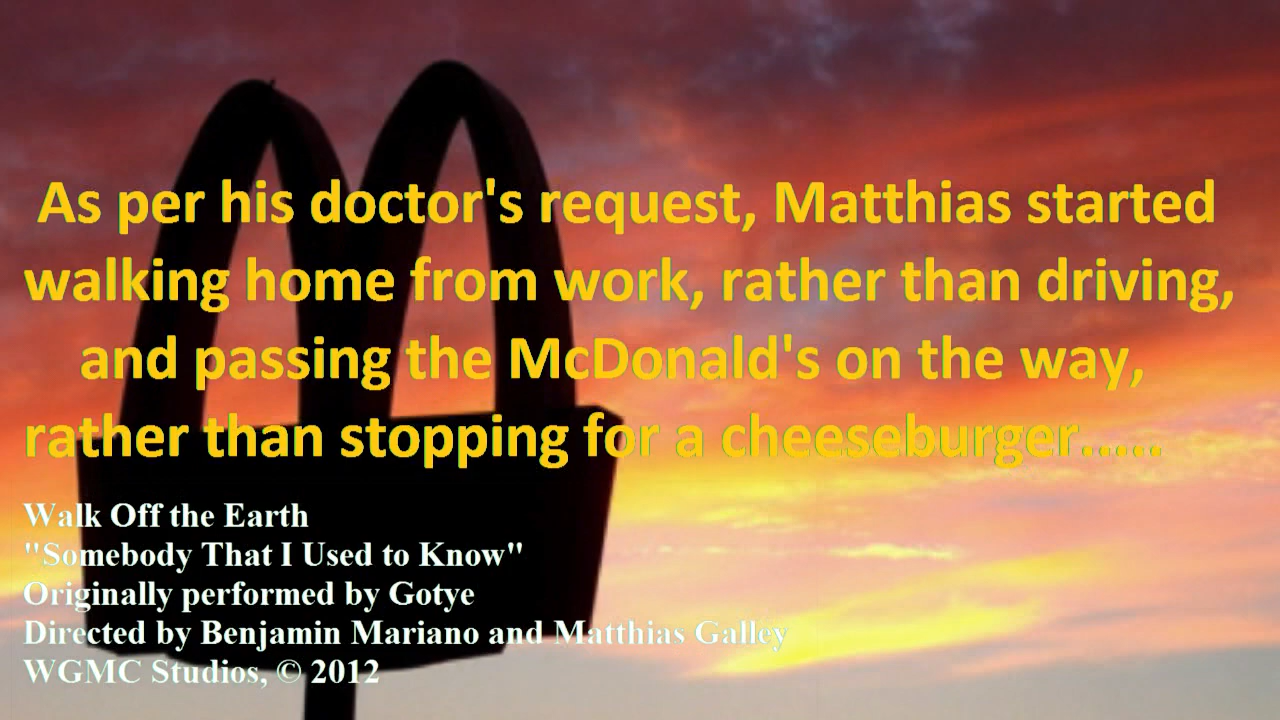 As per his doctor's request, Matthias started
walking home from work, rather than driving,
and passing the McDonald's on the way,
rather than stopping for a cheeseburger.....
Walk Off the Earth
"Somebody That I Used to Know"
Originally performed by Gotye
Directed by Benjamin Mariano and Matthias Galley
WGMC Studios, © 2012